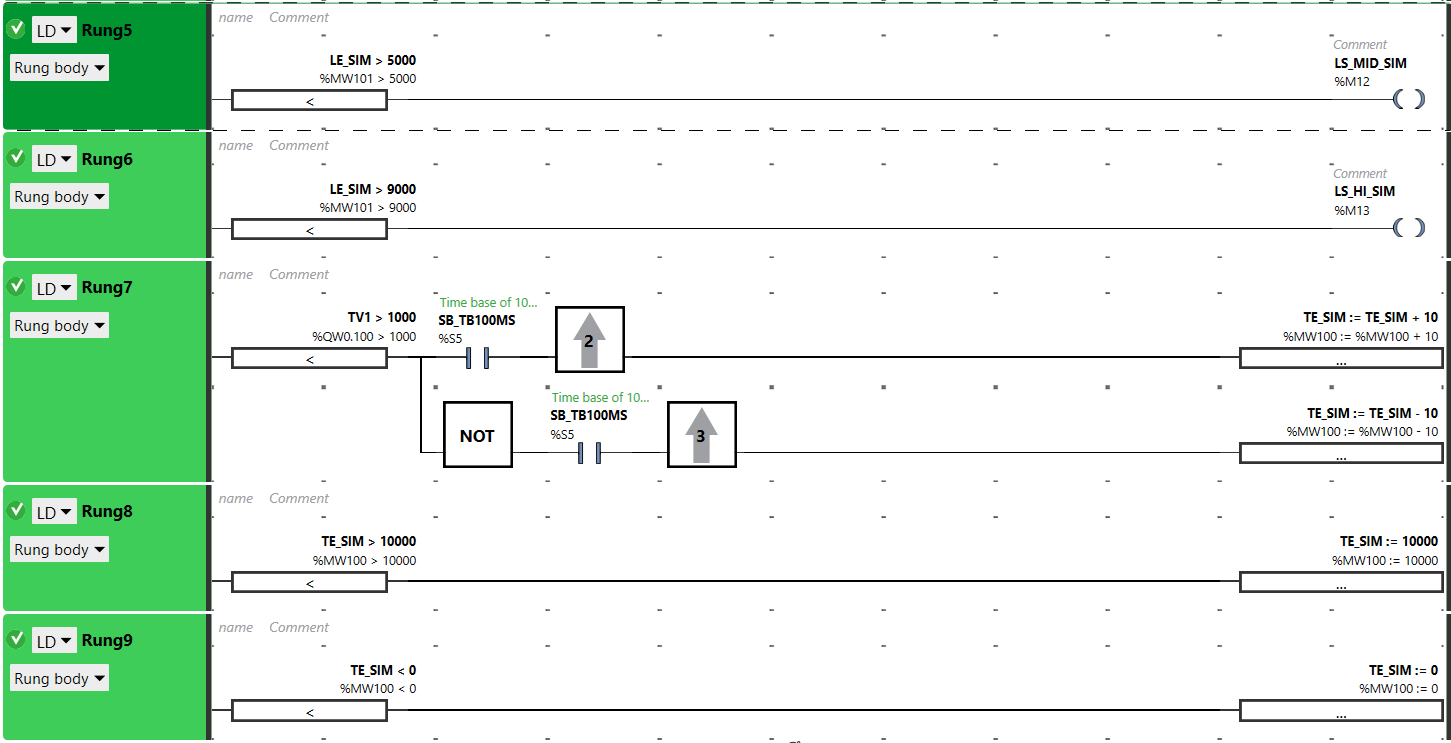 name Comment
LD Rung5
Rung body
LE_SIM > 5000
%MW101 > 5000
<
Comment
LS_MID_SIM
%M12
name Comment
LD Rung6
Rung body
LE_SIM > 9000
%MW101 > 9000
<
Comment
LS_HI_SIM
%M13
name Comment
LD Rung7
Rung body
TV1 > 1000
%QW0.100 > 1000
<
Time base of 10...
SB_TB100MS
%S5
2
TE_SIM := TE_SIM + 10
%MW100 := %MW100 + 10
...
NOT
Time base of 10...
SB_TB100MS
%S5
3
TE_SIM := TE_SIM - 10
%MW100 := %MW100 - 10
...
name Comment
LD Rung8
Rung body
TE_SIM > 10000
%MW100 > 10000
<
TE_SIM := 10000
%MW100 := 10000
...
name Comment
LD Rung9
Rung body
TE_SIM < 0
%MW100 < 0
<
TE_SIM := 0
%MW100 := 0
...